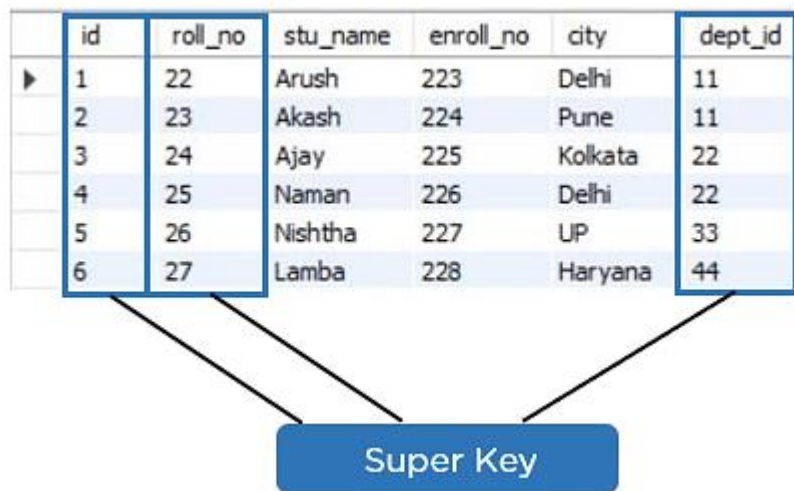 id roll_no stu_name enroll_no city dept_id
1 22 Arush 223 Delhi 11
2 23 Akash 224 Pune 11
3 24 Ajay 225 Kolkata 22
4 25 Naman 226 Delhi 22
5 26 Nishtha 227 UP 33
6 27 Lamba 228 Haryana 44
Super Key